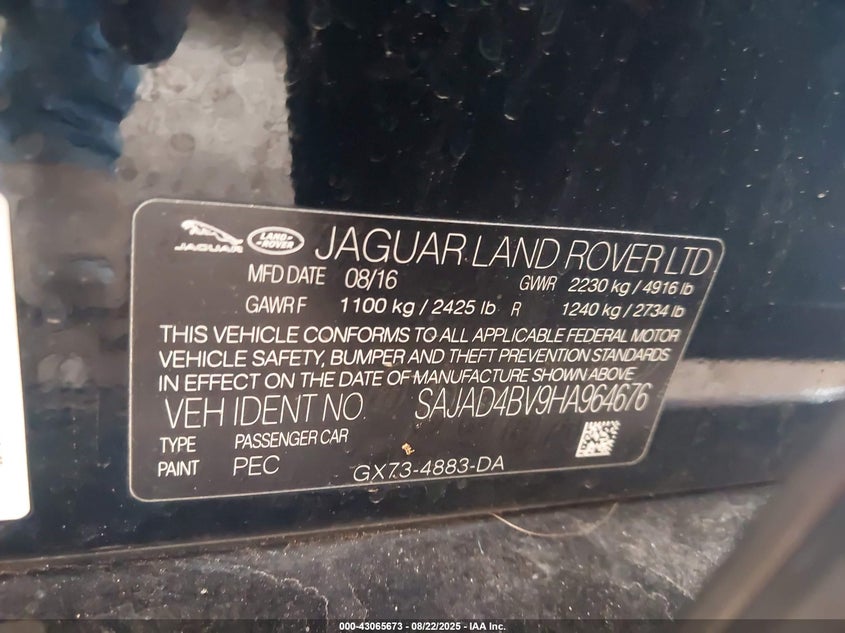 JAGUAR LAND ROVER JAGUAR LAND ROVER LTD
MFD DATE 08/16 GVWR 2230 kg / 4916 lb
GAWR F 1100 kg / 2425 lb R 1240 kg / 2734 lb
THIS VEHICLE CONFORMS TO ALL APPLICABLE FEDERAL MOTOR
VEHICLE SAFETY, BUMPER AND THEFT PREVENTION STANDARDS
IN EFFECT ON THE DATE OF MANUFACTURE SHOWN ABOVE
VEH IDENT NO. SAJAD4BV9HA964676
TYPE PASSENGER CAR
PAINT PEC GX73-4883-DA
000-43065673 - 08/22/2025 - IAA Inc.